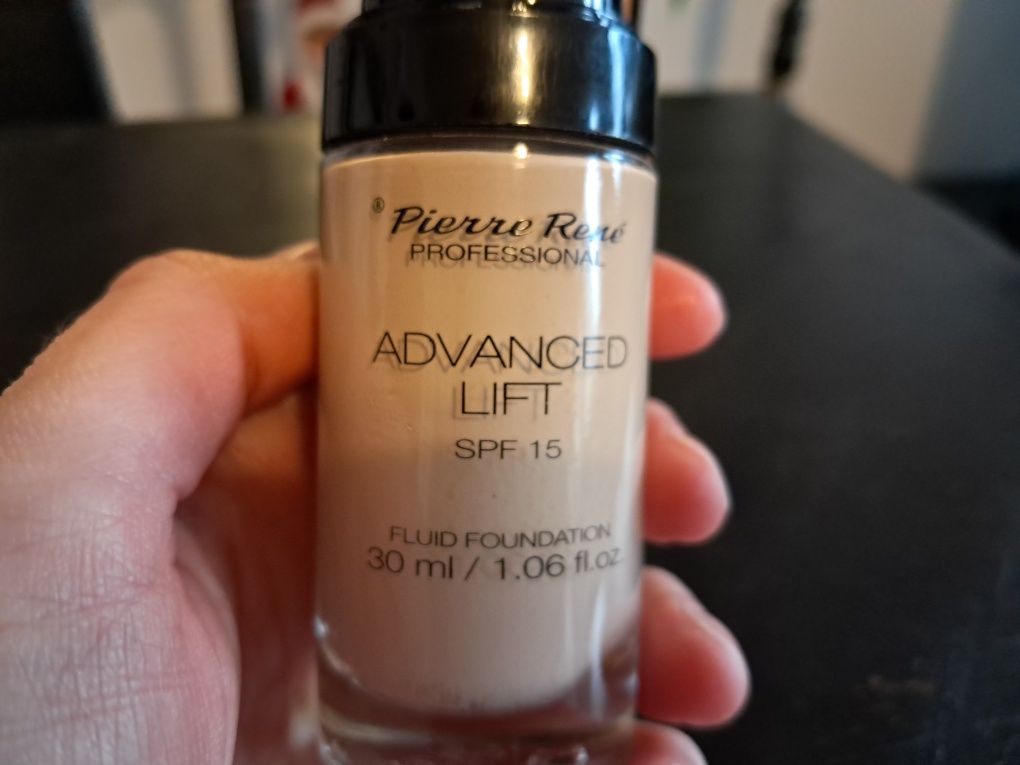 ® Pierre René
PROFESSIONAL
ADVANCED
LIFT
SPF 15
FLUID FOUNDATION
30 ml / 1.06 fl.oz.